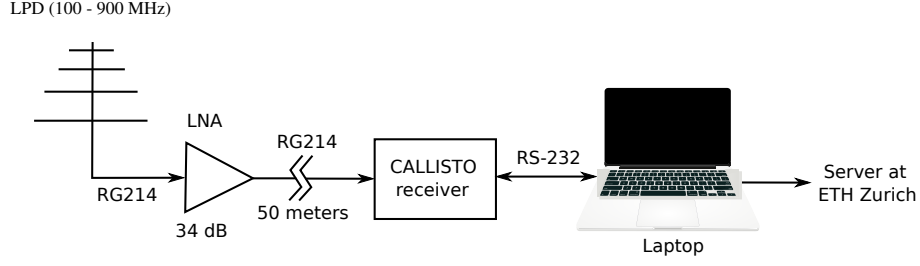 LPD (100 - 900 MHz)
LNA
RG214
34 dB
RG214
50 meters
CALLISTO
receiver
RS-232
Laptop
Server at
ETH Zurich